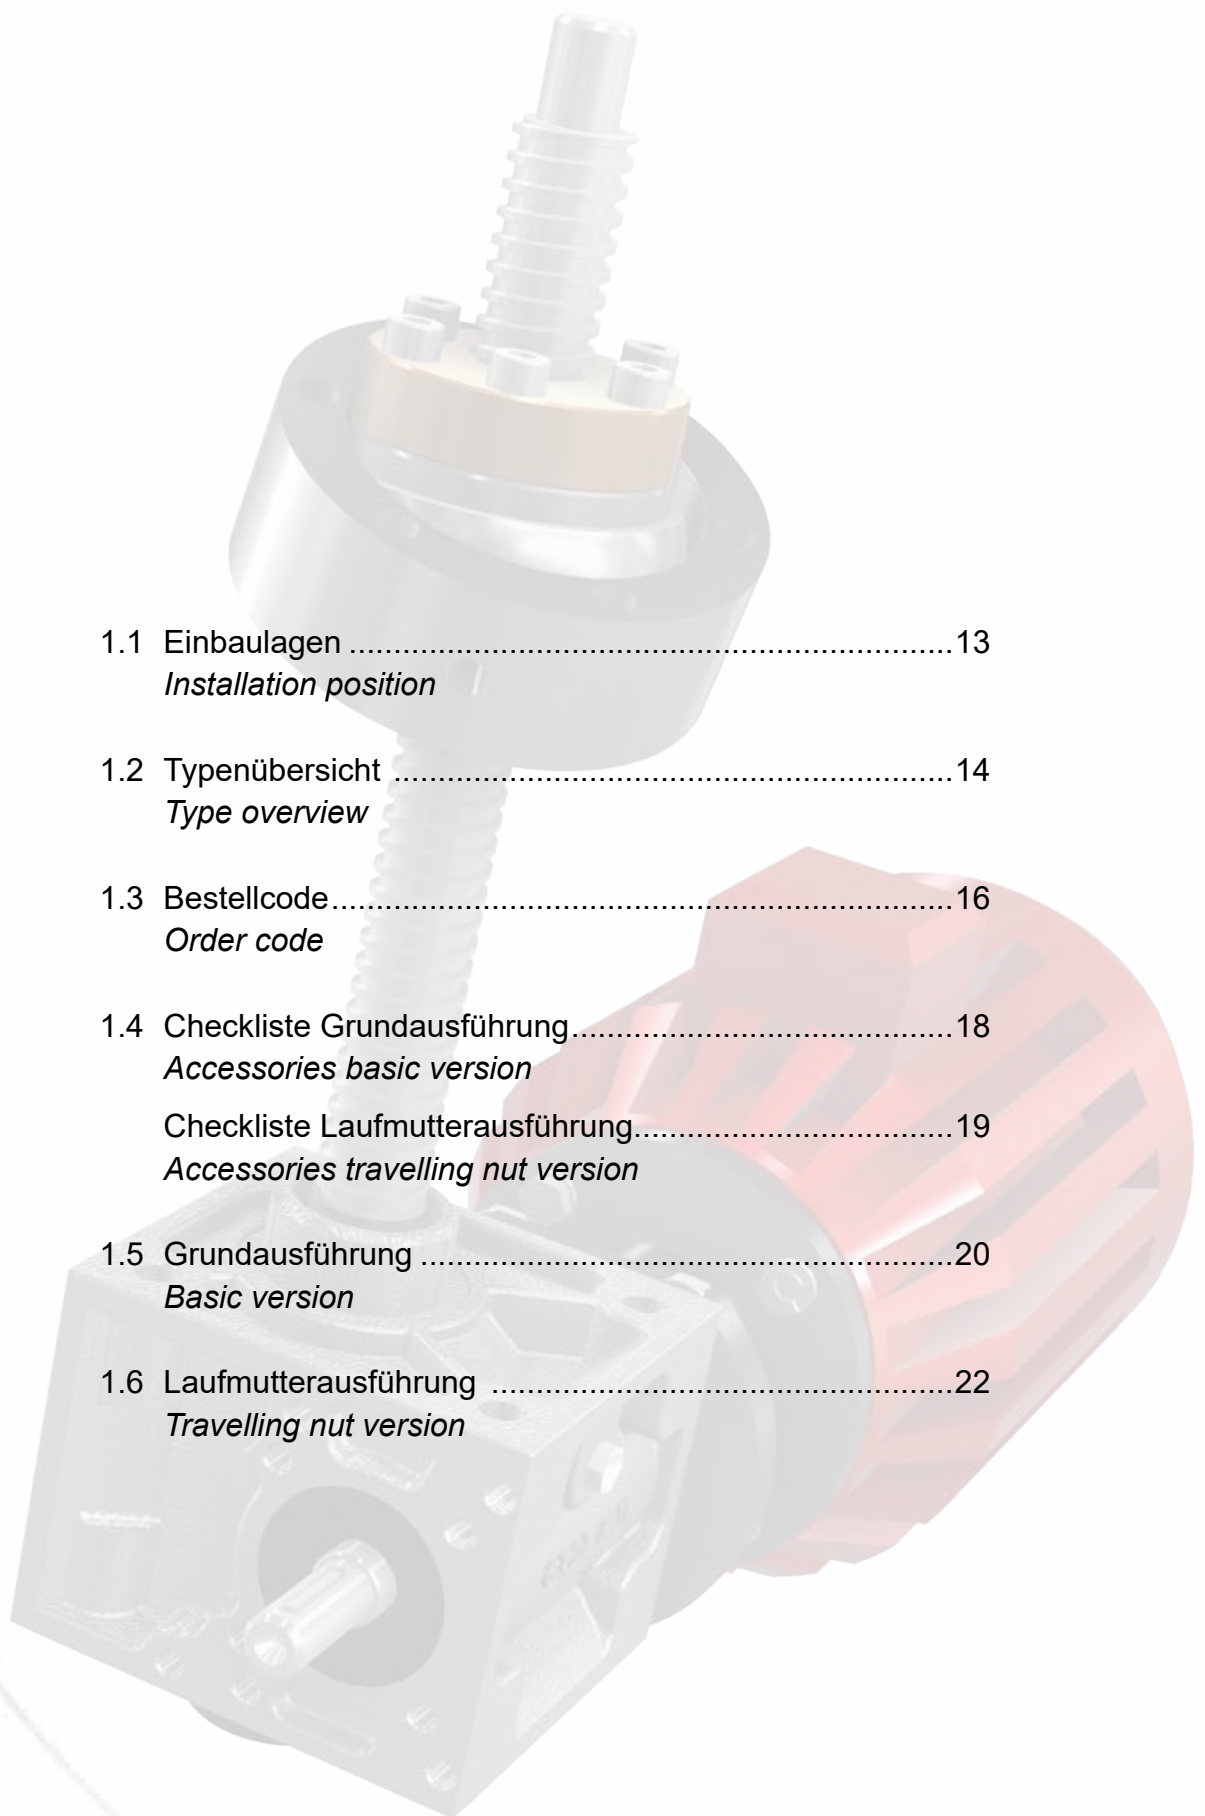 1.1 Einbaulagen ....................................................................13
Installation position
1.2 Typenübersicht ...............................................................14
Type overview
1.3 Bestellcode......................................................................16
Order code
1.4 Checkliste Grundausführung...........................................18
Accessories basic version
Checkliste Laufmutterausführung....................................19
Accessories travelling nut version
1.5 Grundausführung ............................................................20
Basic version
1.6 Laufmutterausführung ....................................................22
Travelling nut version